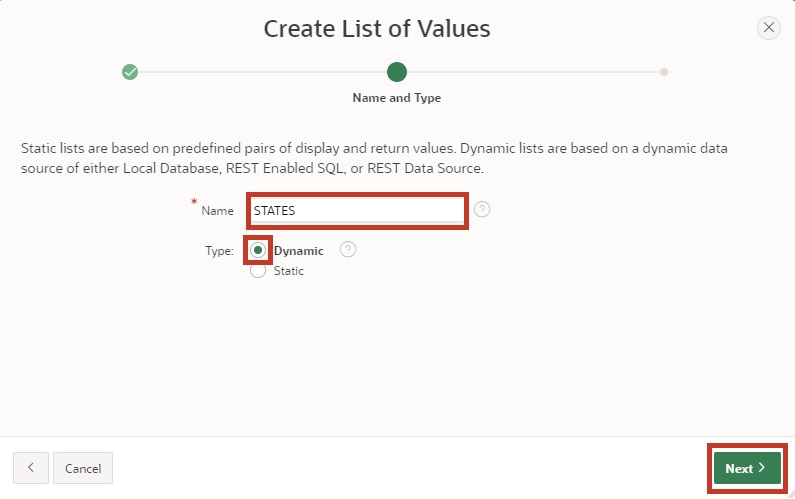 Create List of Values
Name and Type
Static lists are based on predefined pairs of display and return values. Dynamic lists are based on a dynamic data
source of either Local Database, REST Enabled SQL, or REST Data Source.
* Name STATES ?
Type: Dynamic ?
Static
Cancel
Next